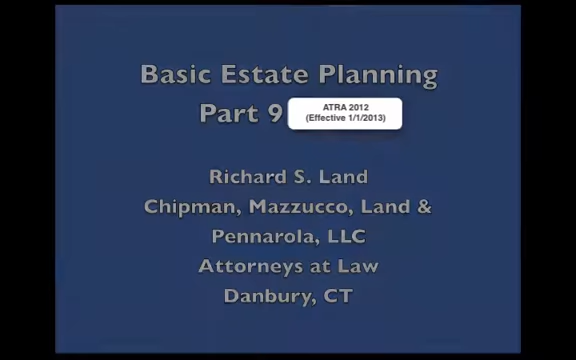 Basic Estate Planning
Part 9
ATRA 2012
(Effective 1/1/2013)
Richard S. Land
Chipman, Mazzucco, Land &
Pennarola, LLC
Attorneys at Law
Danbury, CT